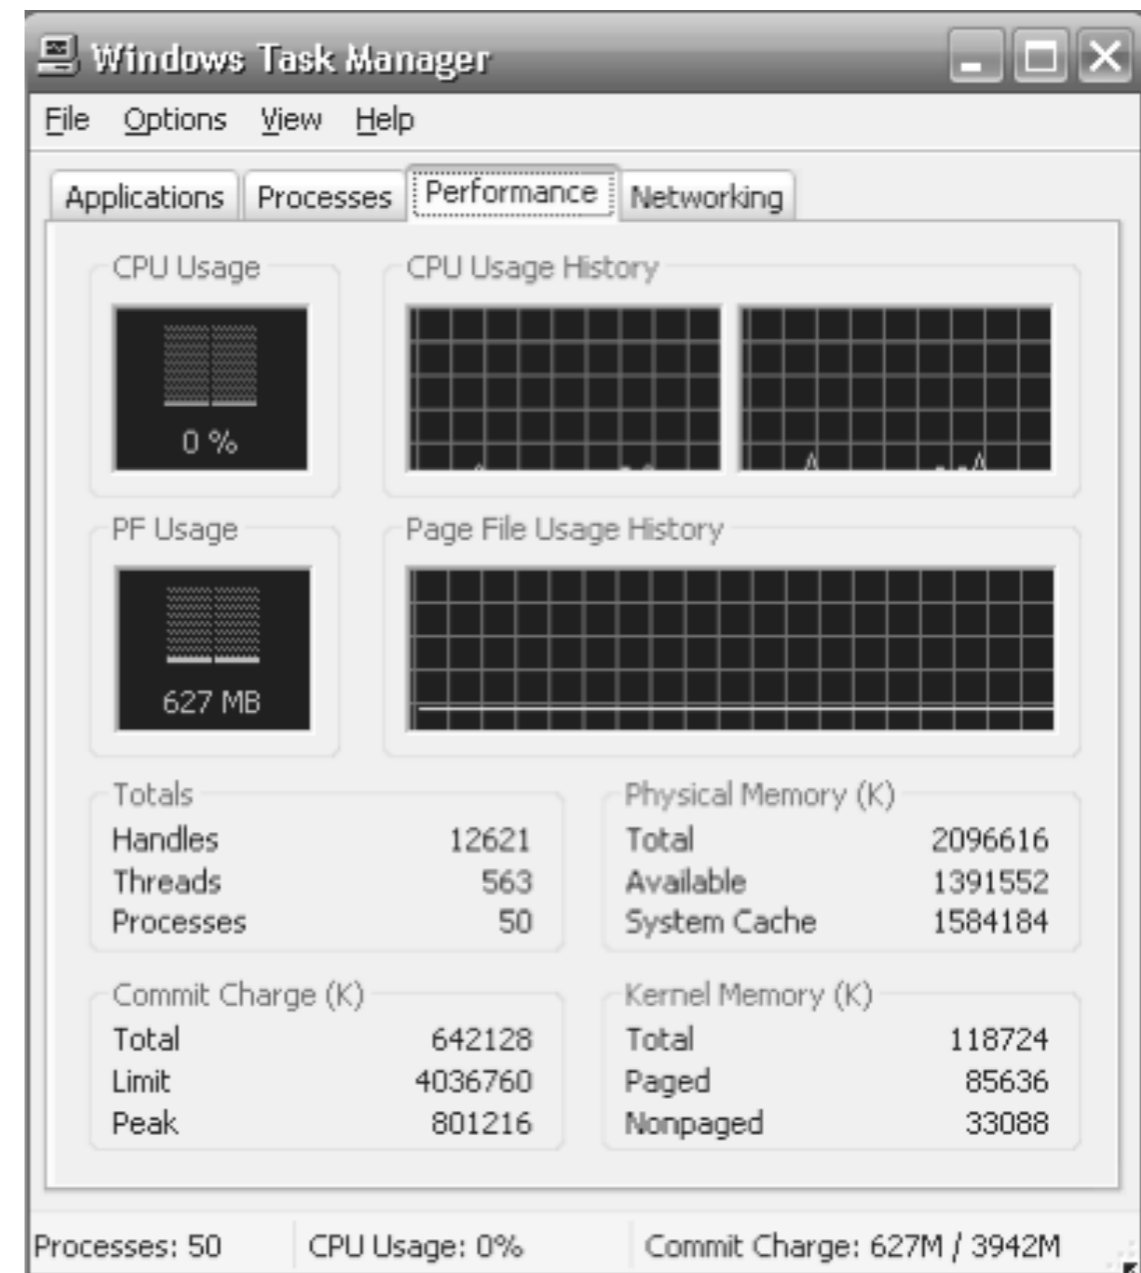 Windows Task Manager
File Options View Help
Applications Processes Performance Networking
CPU Usage CPU Usage History
0 %
PF Usage Page File Usage History
627 MB
Totals
Handles 12621
Threads 563
Processes 50
Physical Memory (K)
Total 2096616
Available 1391552
System Cache 1584184
Commit Charge (K)
Total 642128
Limit 4036760
Peak 801216
Kernel Memory (K)
Total 118724
Paged 85636
Nonpaged 33088
Processes: 50 CPU Usage: 0% Commit Charge: 627M / 3942M